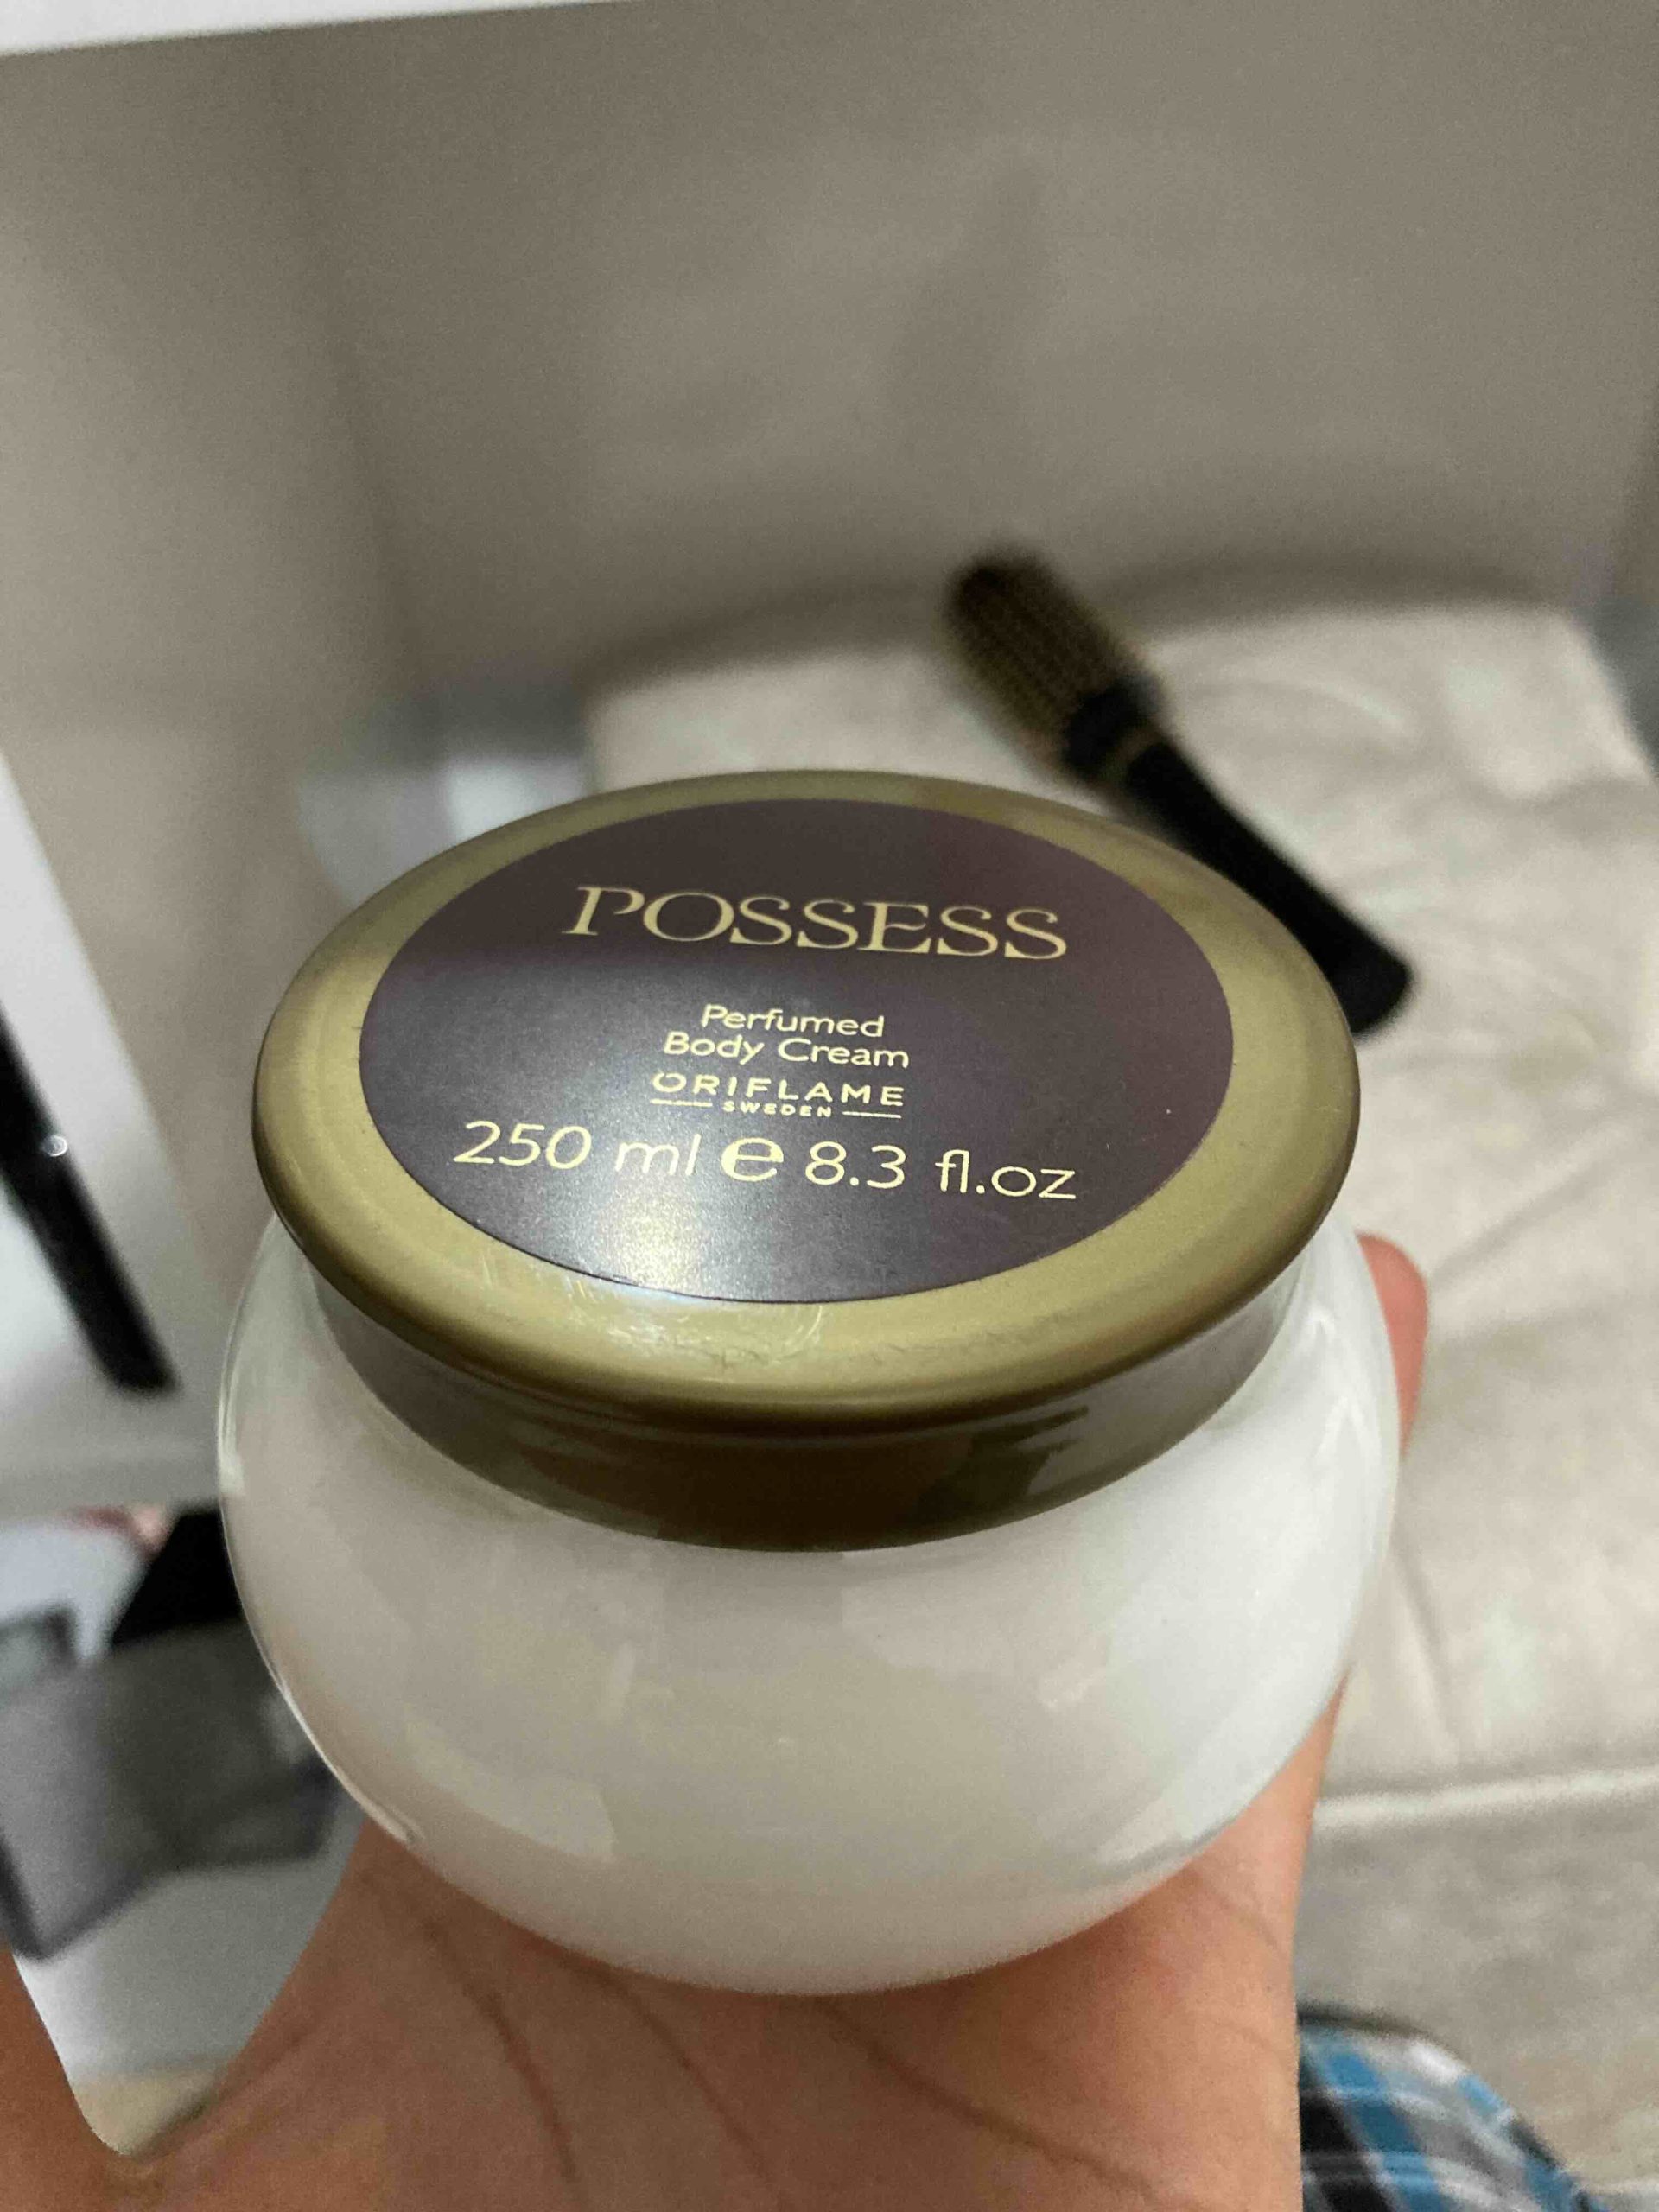 POSSESS
Perfumed
Body Cream
ORIFLAME
SWEDEN
250 ml ℮ 8.3 fl.oz